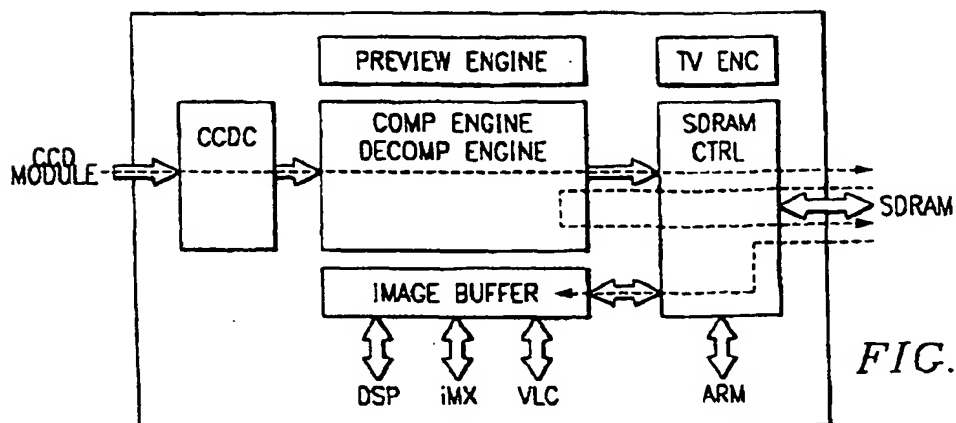 PREVIEW ENGINE
TV ENC
CCDC
COMP ENGINE
DECOMP ENGINE
SDRAM
CTRL
CCD
MODULE
SDRAM
IMAGE BUFFER
DSP
iMX
VLC
ARM
FIG.